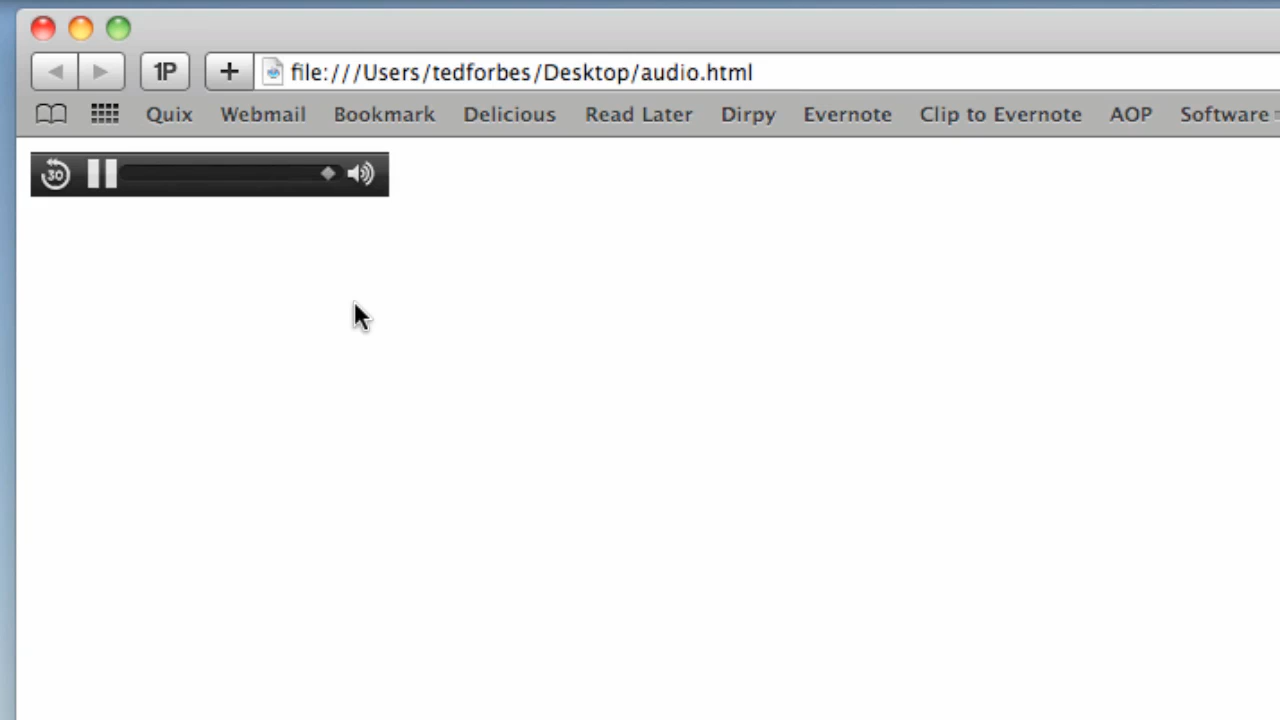 1P + file:///Users/tedforbes/Desktop/audio.html
Quix Webmail Bookmark Delicious Read Later Dirpy Evernote Clip to Evernote AOP Software
30